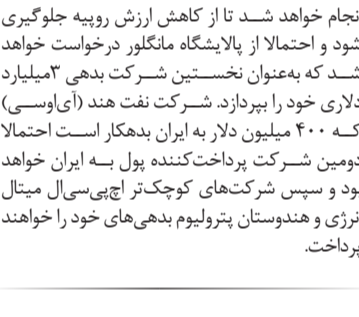 نجام خواهد شد تا از کاهش ارزش روپیه جلوگیری
شود و احتمالا از پالایشگاه مانگلور درخواست خواهد
شد که به‌عنوان نخستین شرکت بدهی ۳میلیارد
دلاری خود را بپردازد. شرکت نفت هند (آی‌اوسی)
که ۴۰۰ میلیون دلار به ایران بدهکار است احتمالا
دومین شرکت پرداخت‌کننده پول به ایران خواهد
بود و سپس شرکت‌های کوچک‌تر اچ‌پی‌سی‌ال میتال
نرژی و هندوستان پترولیوم بدهی‌های خود را خواهند
پرداخت.